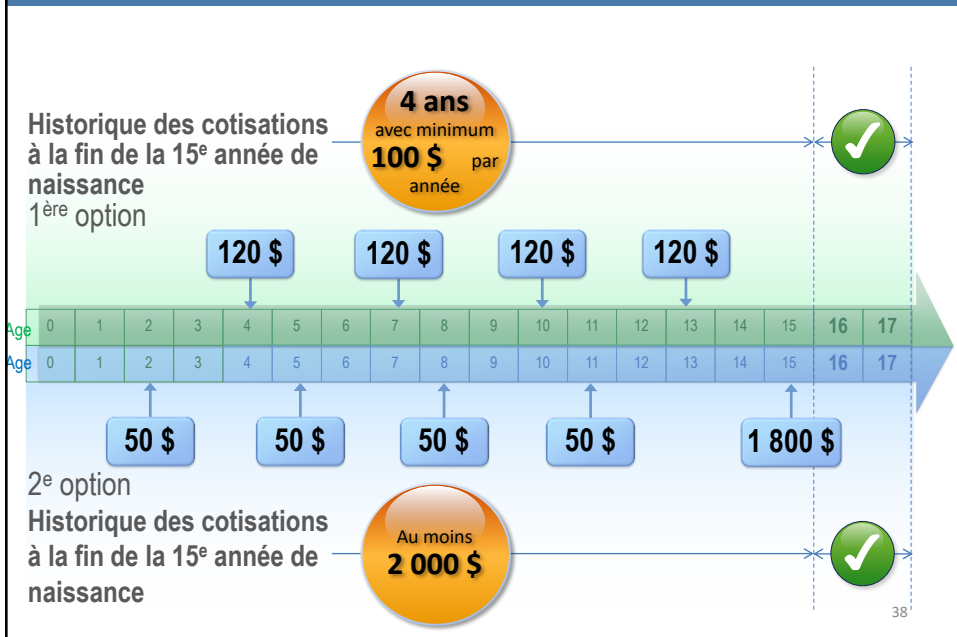 4 ans
avec minimum
100 $ par
année
Historique des cotisations
à la fin de la 15e année de
naissance
1ère option
120 $ 120 $ 120 $ 120 $
Age 0 1 2 3 4 5 6 7 8 9 10 11 12 13 14 15 16 17
Age 0 1 2 3 4 5 6 7 8 9 10 11 12 13 14 15 16 17
50 $ 50 $ 50 $ 50 $ 1 800 $
2e option
Historique des cotisations
à la fin de la 15e année de
naissance
Au moins
2 000 $
38